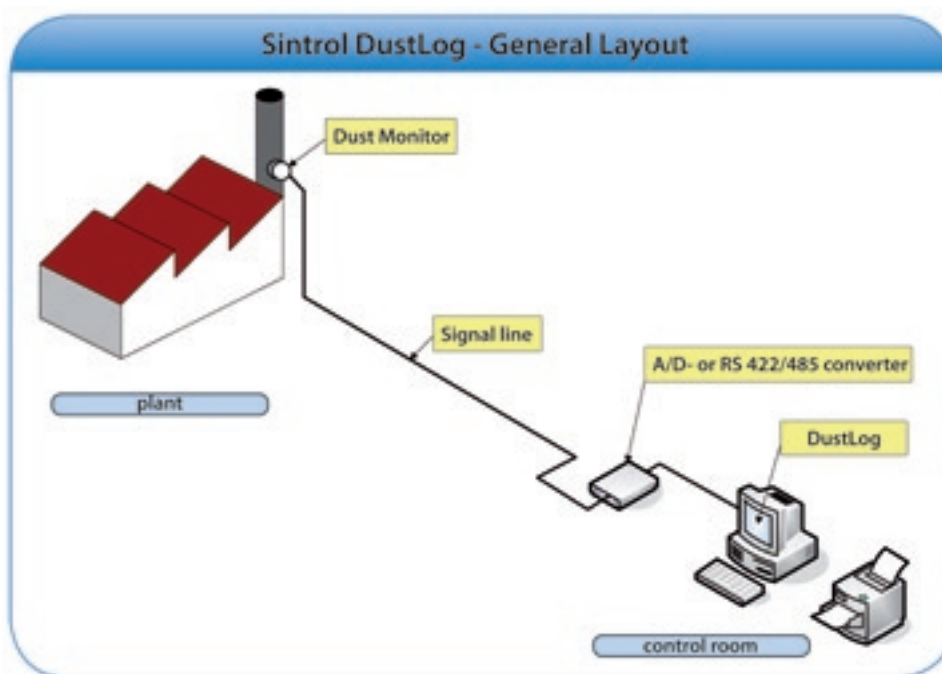 Sintrol DustLog - General Layout
Dust Monitor
Signal line
A/D- or RS 422/485 converter
plant
DustLog
control room